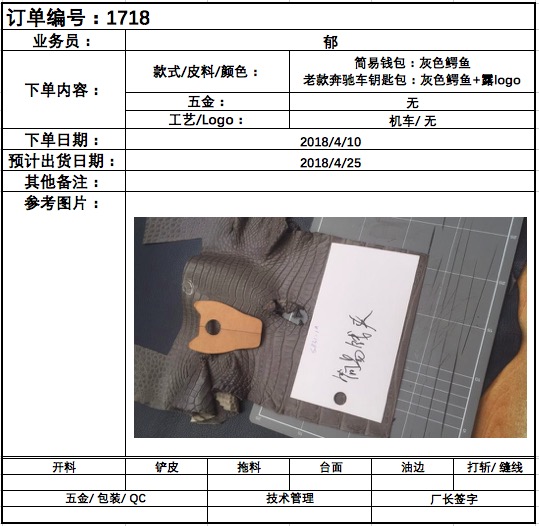 订单编号：1718
业务员： 郁
下单内容：
款式/皮料/颜色： 简易钱包：灰色鳄鱼
老款奔驰车钥匙包：灰色鳄鱼+露logo
五金： 无
工艺/Logo： 机车/ 无
下单日期： 2018/4/10
预计出货日期： 2018/4/25
其他备注：
参考图片：
简易钱夹
开料 铲皮 拖料 台面 油边 打斩/ 缝线
五金/ 包装/ QC 技术管理 厂长签字